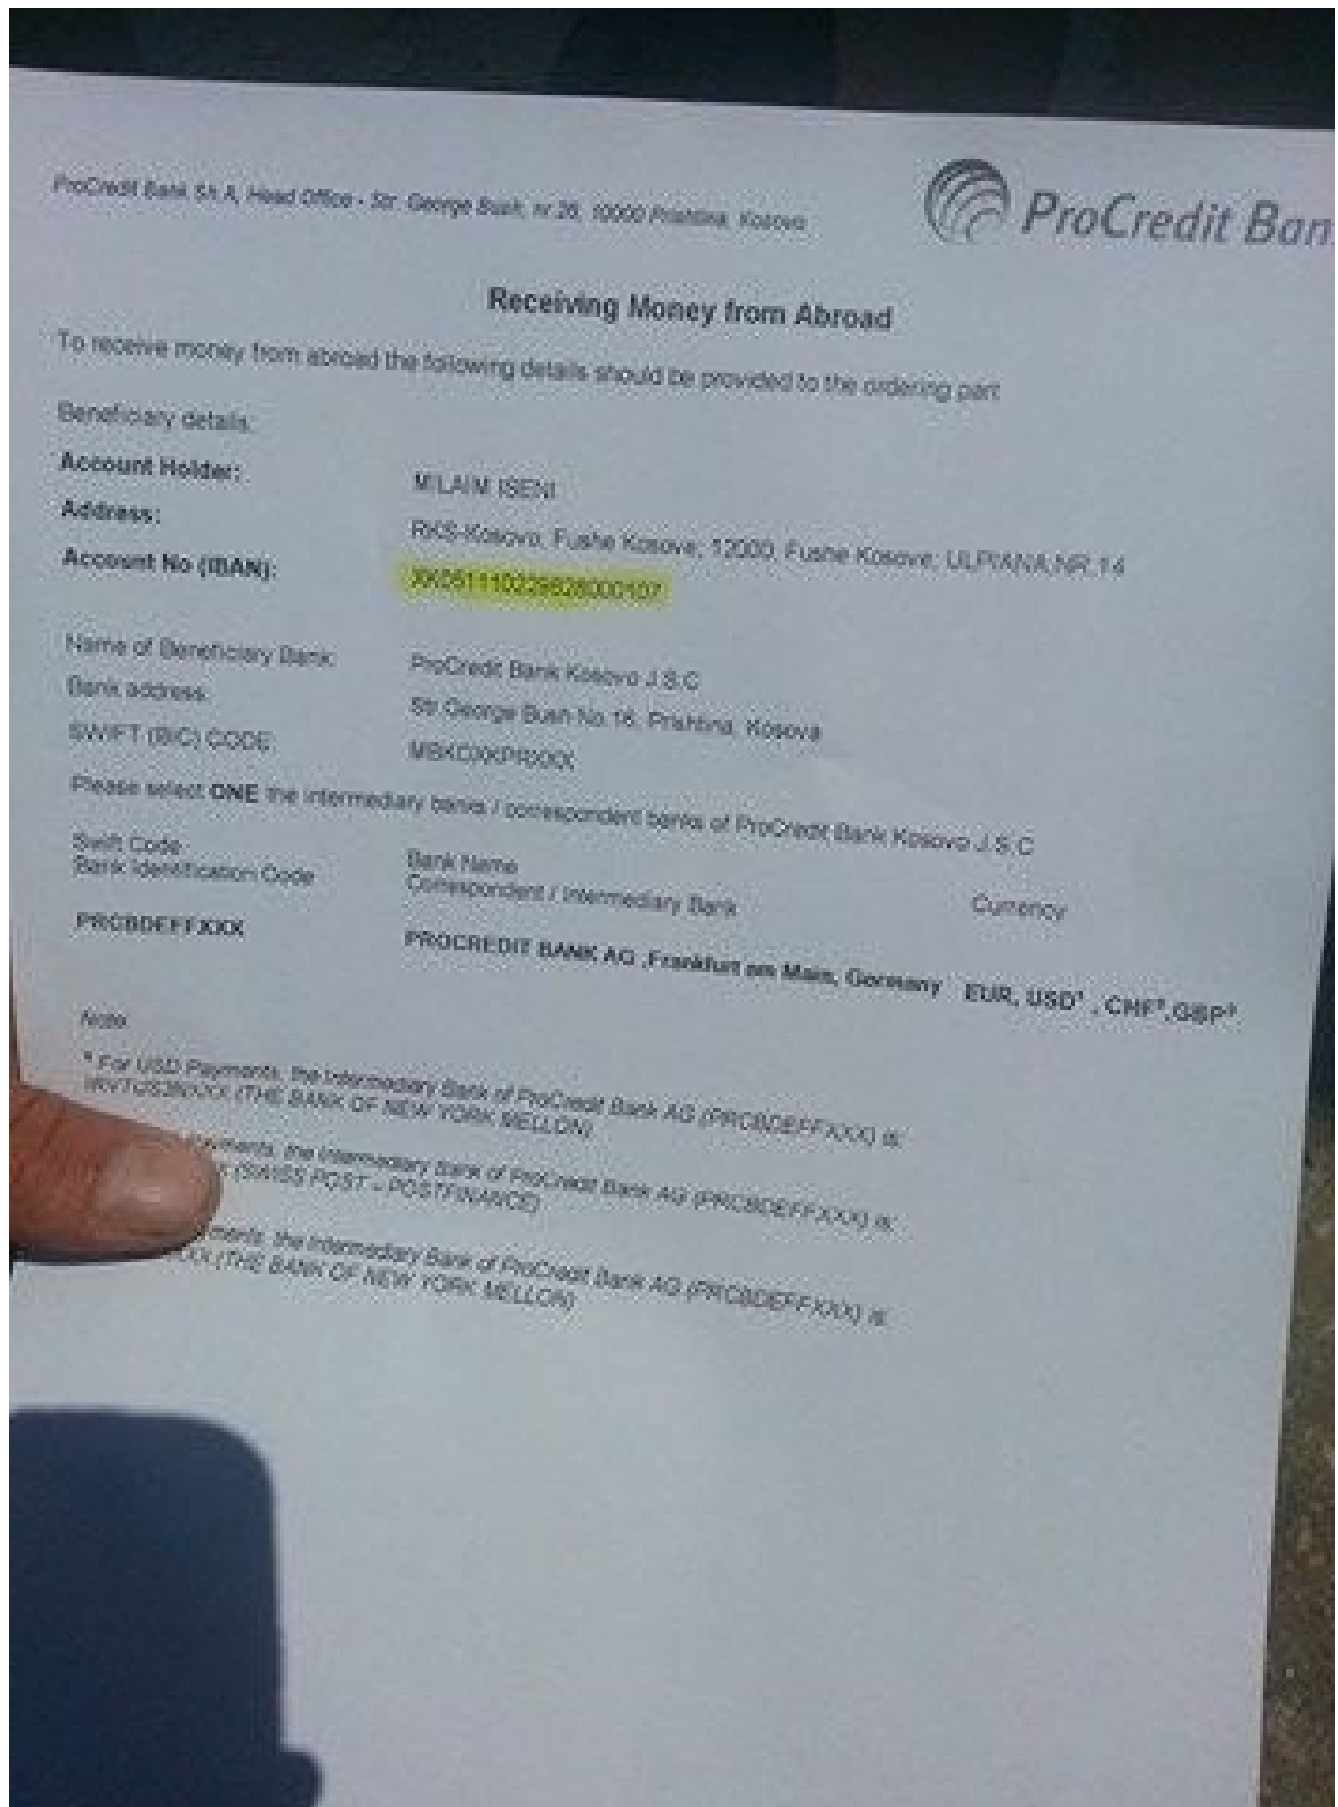 ProCredit Bank Sh.A, Head Office - Str. George Bush, nr 26, 10000 Prishtina, Kosovo
ProCredit Ban
Receiving Money from Abroad
To receive money from abroad the following details should be provided to the ordering part
Beneficiary details:
Account Holder: MILAIM ISENI
Address: RKS-Kosovo, Fushe Kosove; 12000, Fushe Kosove; ULPIANA,NR.14
Account No (IBAN):
Name of Beneficiary Bank: ProCredit Bank Kosovo J.S.C
Bank address: Str.George Bush No.16, Prishtina, Kosova
SWIFT (BIC) CODE: MBKOXKPRXXX
Please select ONE the intermediary banks / correspondent banks of ProCredit Bank Kosovo J.S.C
Swift Code Bank Name
Bank Identification Code Correspondent / Intermediary Bank Currency
PRCBDEFFXXX PROCREDIT BANK AG ,Frankfurt am Main, Germany EUR, USD¹ , CHF²,GBP³
Note
¹ For USD Payments, the Intermediary Bank of ProCredit Bank AG (PRCBDEFFXXX) is:
(THE BANK OF NEW YORK MELLON)
Payments, the Intermediary Bank of ProCredit Bank AG (PRCBDEFFXXX) is:
(SWISS POST - POSTFINANCE)
the Intermediary Bank of ProCredit Bank AG (PRCBDEFFXXX) is:
(THE BANK OF NEW YORK MELLON)